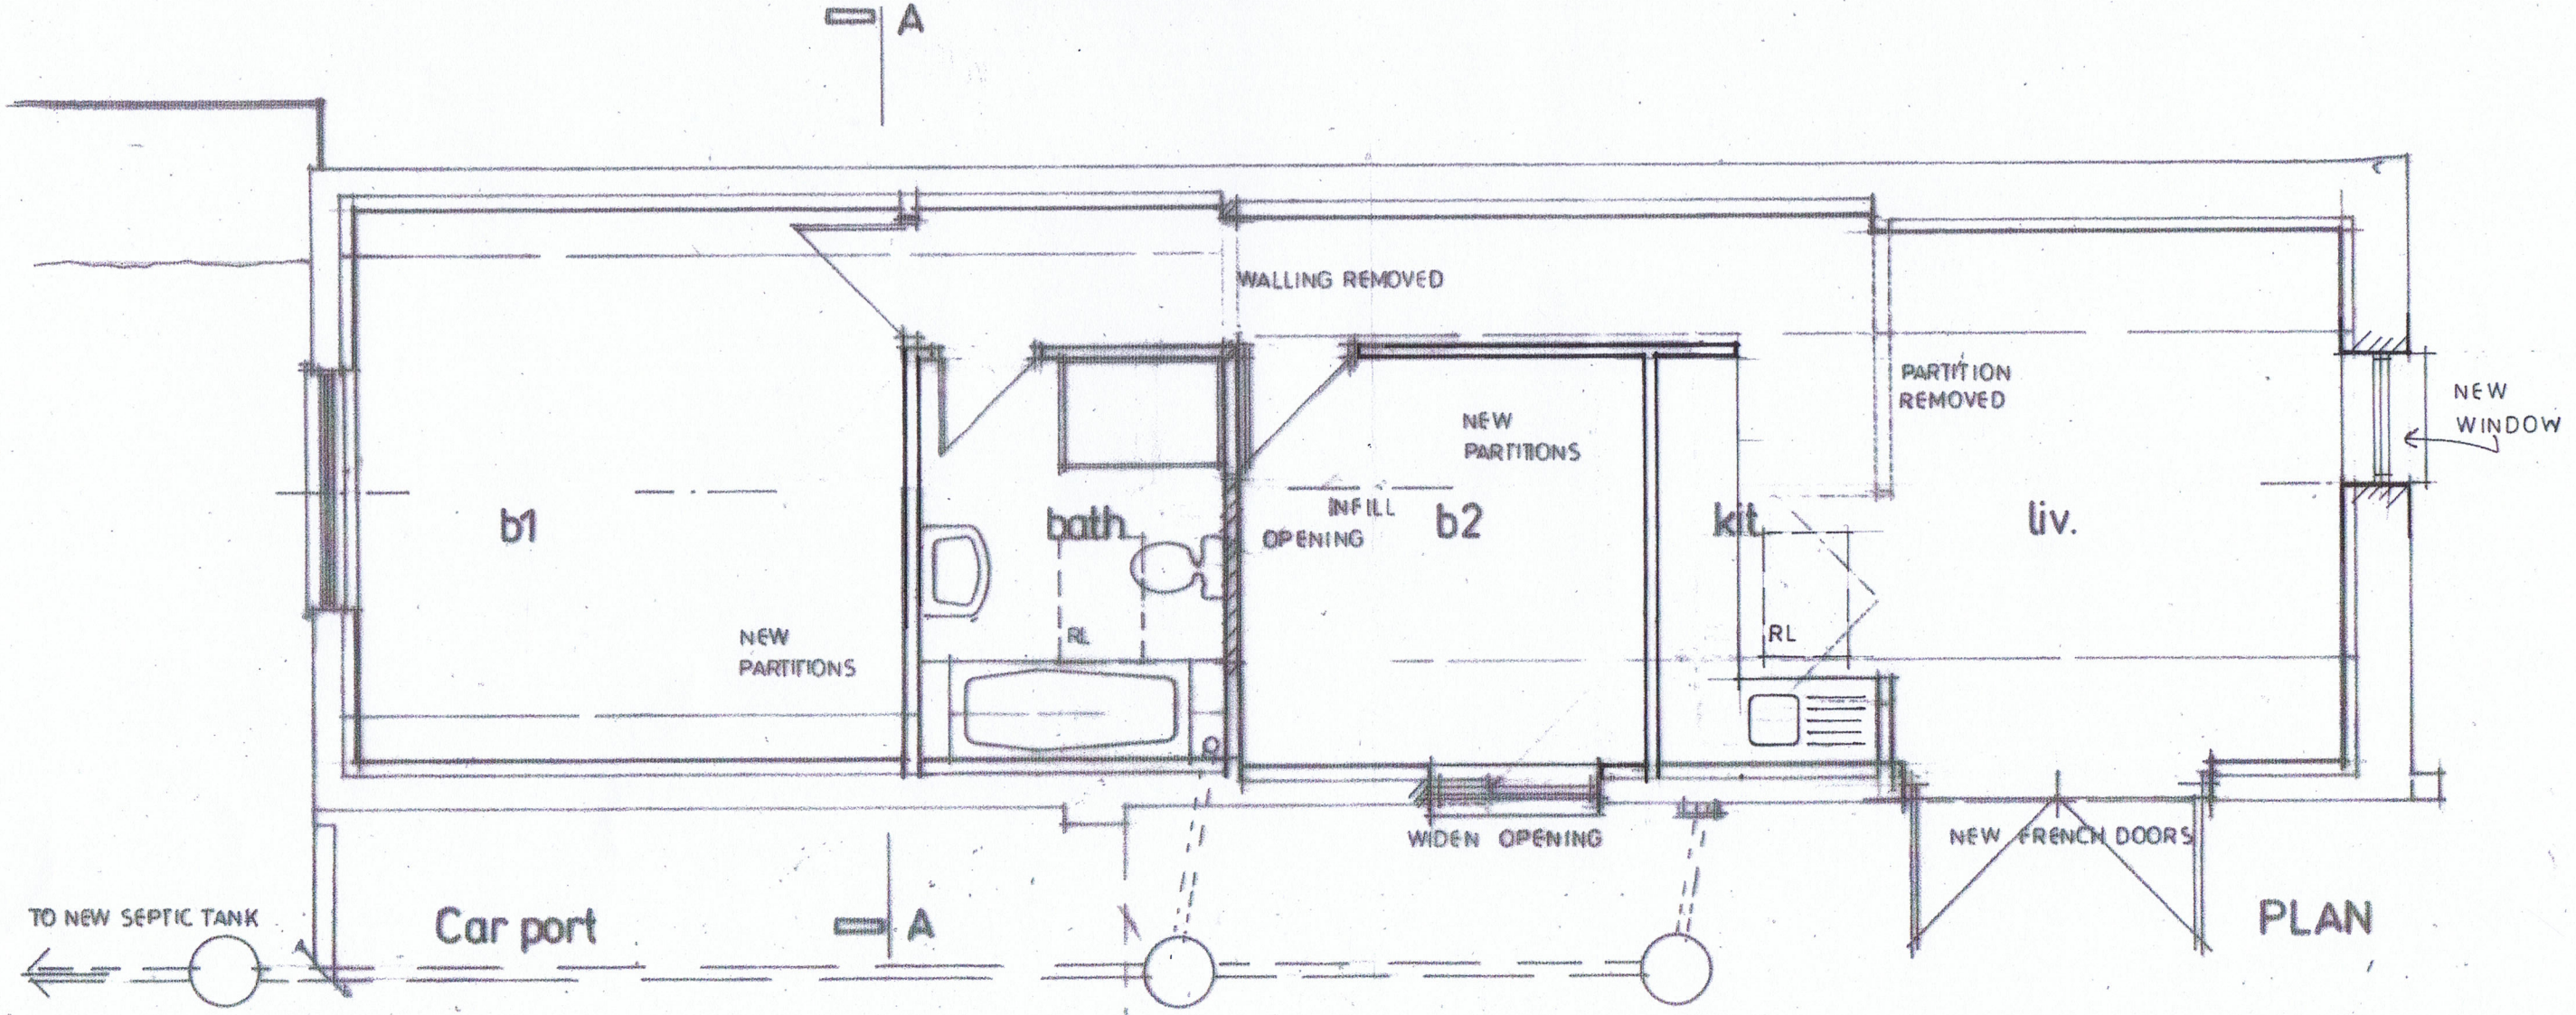 A
WALLING REMOVED
PARTITION
REMOVED
NEW
WINDOW
NEW
PARTITIONS
b1
bath
INFILL
OPENING
b2
kit.
liv.
NEW
PARTITIONS
RL
RL
WIDEN OPENING
NEW FRENCH DOORS
TO NEW SEPTIC TANK
Car port
A
PLAN